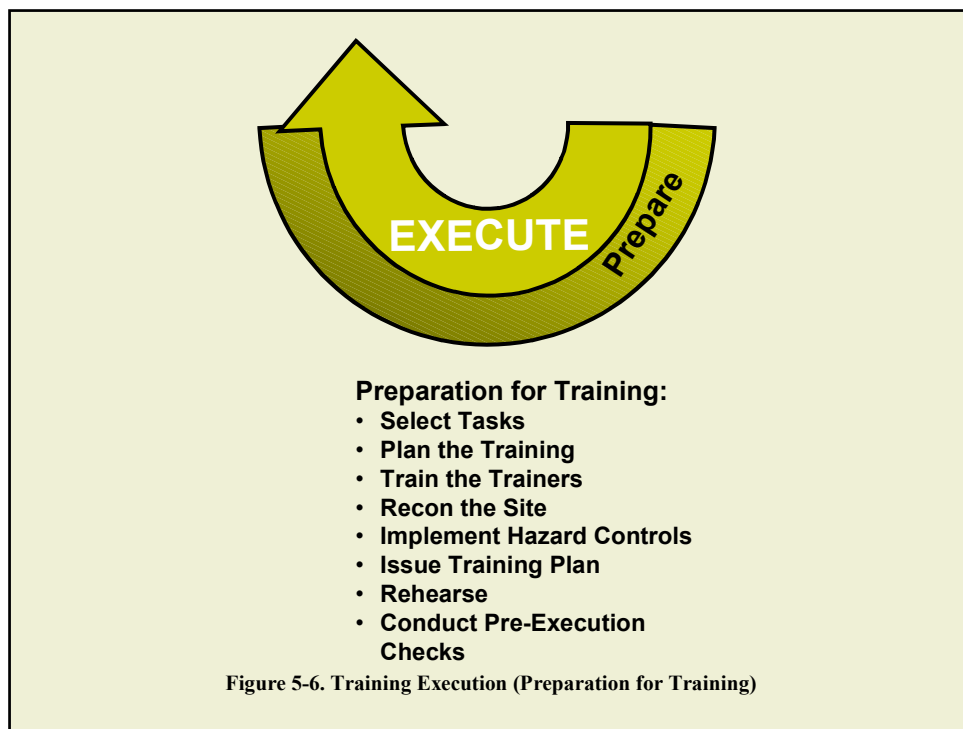 EXECUTE
Prepare
Preparation for Training:
• Select Tasks
• Plan the Training
• Train the Trainers
• Recon the Site
• Implement Hazard Controls
• Issue Training Plan
• Rehearse
• Conduct Pre-Execution
Checks
Figure 5-6. Training Execution (Preparation for Training)